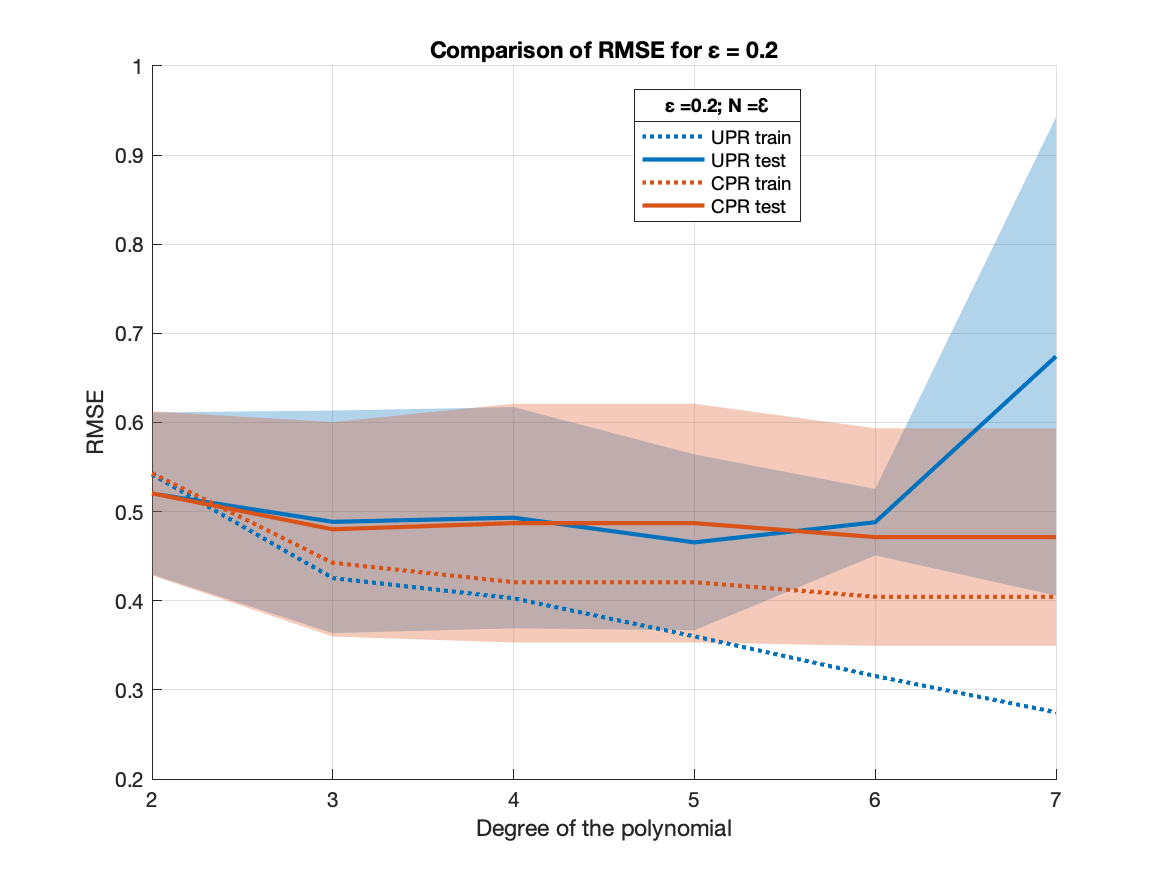 Comparison of RMSE for ε = 0.2
1
0.9
0.8
0.7
0.6
0.5
0.4
0.3
0.2
RMSE
ε =0.2; N =Ɛ
UPR train
UPR test
CPR train
CPR test
2 3 4 5 6 7
Degree of the polynomial